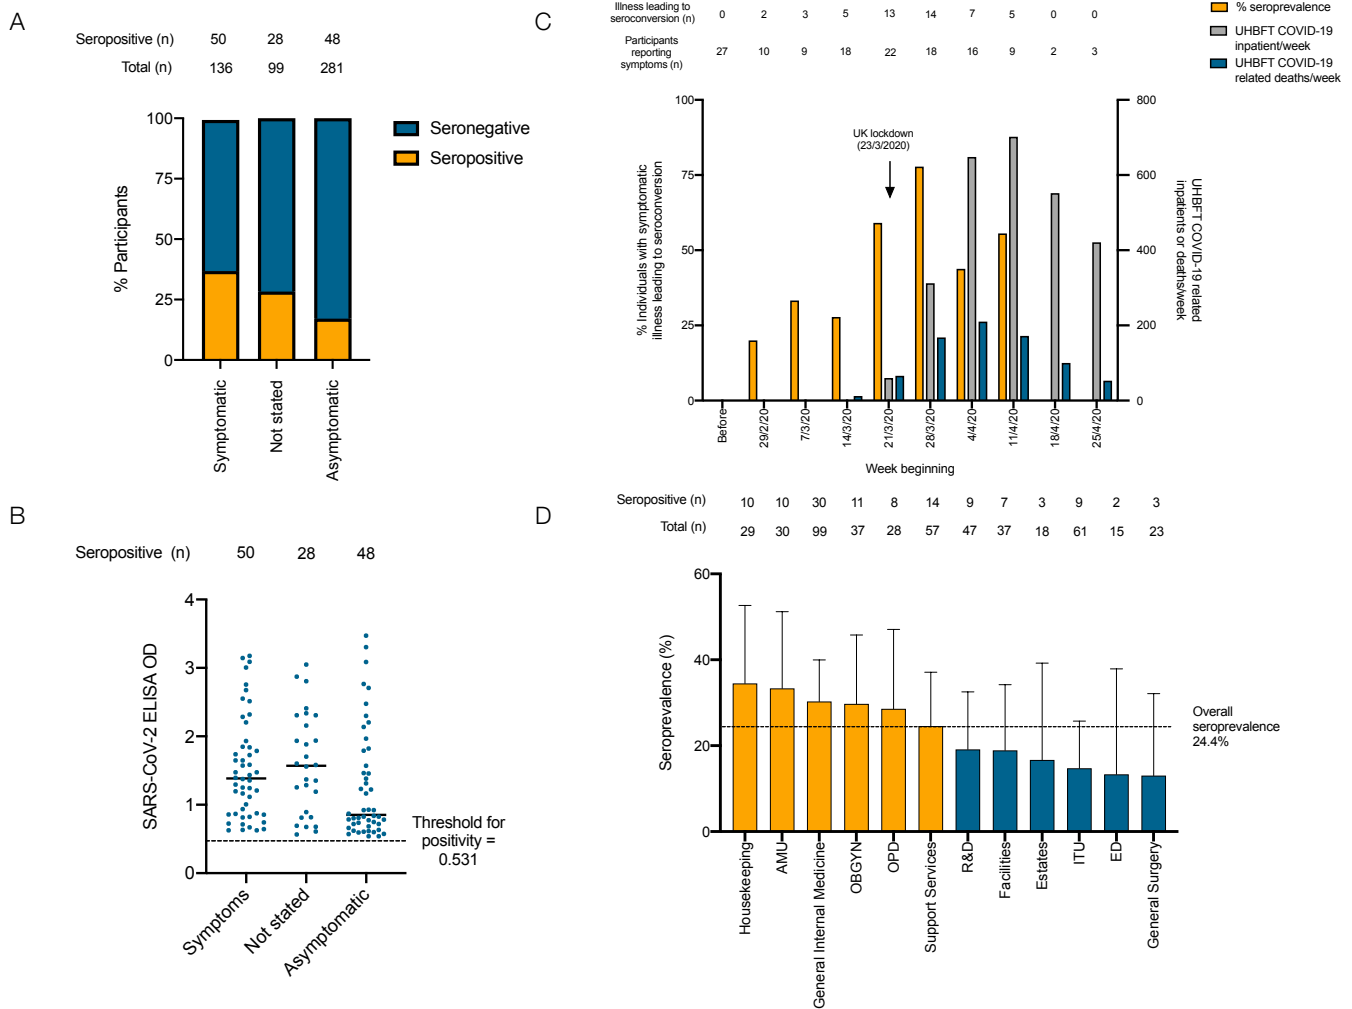 A
Seropositive (n) 50 28 48
Total (n) 136 99 281
100
75
50
25
0
% Participants
Symptomatic
Not stated
Asymptomatic
Seronegative
Seropositive
B
Seropositive (n) 50 28 48
4
3
2
1
0
SARS-CoV-2 ELISA OD
Symptoms
Not stated
Asymptomatic
Threshold for
positivity =
0.531
C
Illness leading to
seroconversion (n)
0 2 3 5 13 14 7 5 0 0
Participants
reporting
symptoms (n)
27 10 9 18 22 18 16 9 2 3
% seroprevalence
UHBFT COVID-19
inpatient/week
UHBFT COVID-19
related deaths/week
100
75
50
25
0
% Individuals with symptomatic
illness leading to seroconversion
UK lockdown
(23/3/2020)
800
600
400
200
0
UHBFT COVID-19 related
inpatients or deaths/week
Before
29/2/20
7/3/20
14/3/20
21/3/20
28/3/20
4/4/20
11/4/20
18/4/20
25/4/20
Week beginning
D
Seropositive (n) 10 10 30 11 8 14 9 7 3 9 2 3
Total (n) 29 30 99 37 28 57 47 37 18 61 15 23
60
40
20
0
Seroprevalence (%)
Housekeeping
AMU
General Internal Medicine
OBGYN
OPD
Support Services
R&D
Facilities
Estates
ITU
ED
General Surgery
Overall
seroprevalence
24.4%